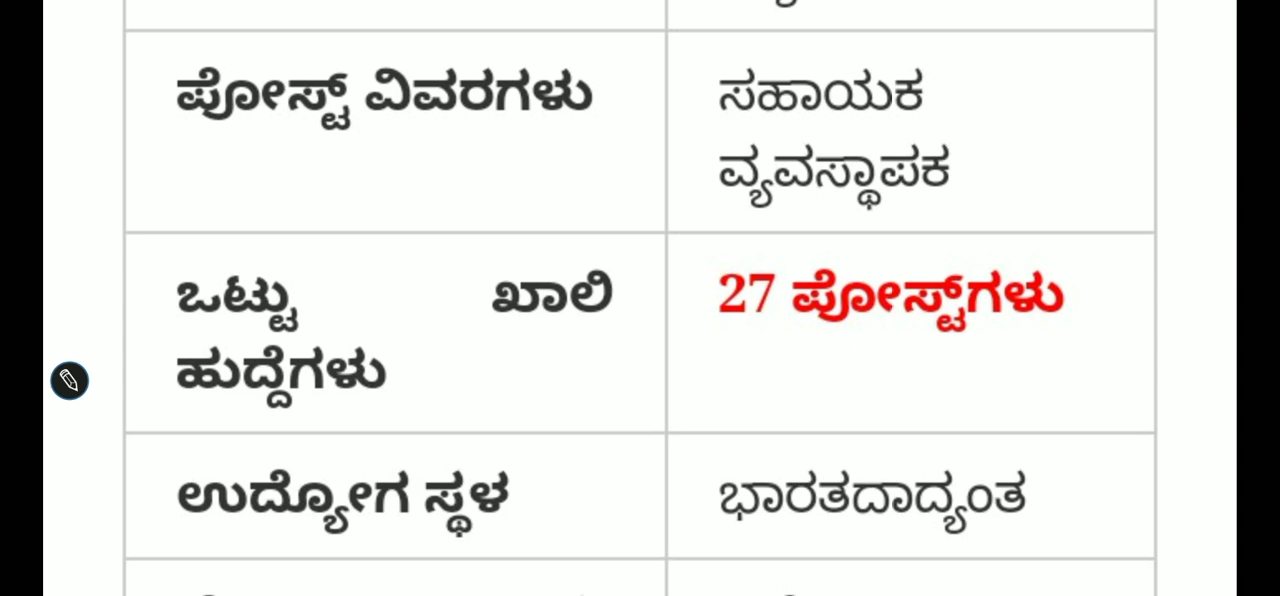 ಪೋಸ್ಟ್ ವಿವರಗಳು
ಸಹಾಯಕ
ವ್ಯವಸ್ಥಾಪಕ
ಒಟ್ಟು ಖಾಲಿ
ಹುದ್ದೆಗಳು
27 ಪೋಸ್ಟ್‌ಗಳು
ಉದ್ಯೋಗ ಸ್ಥಳ
ಭಾರತದಾದ್ಯಂತ